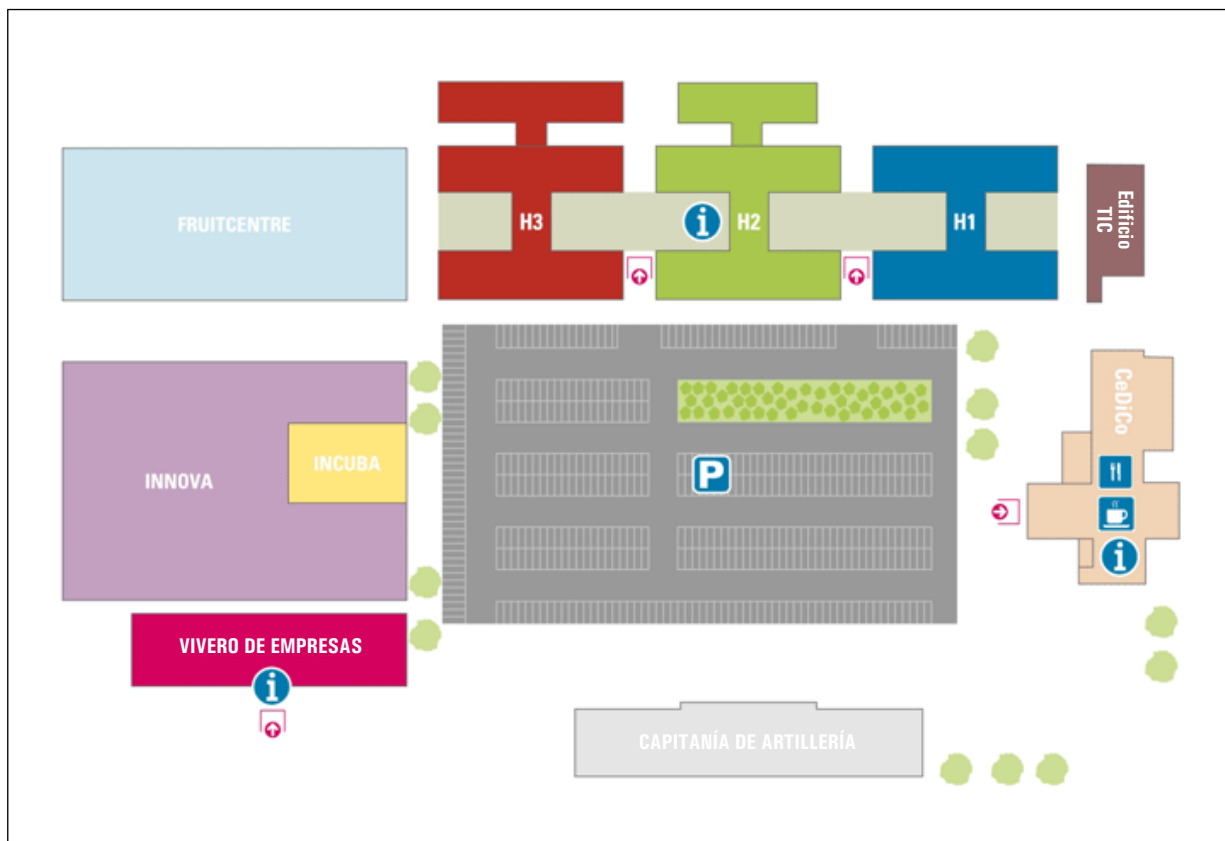 FRUITCENTRE
H3
H2
H1
Edificio
TIC
CeDiCo
INNOVA
INCUBA
P
VIVERO DE EMPRESAS
CAPITANÍA DE ARTILLERÍA
i
i
i